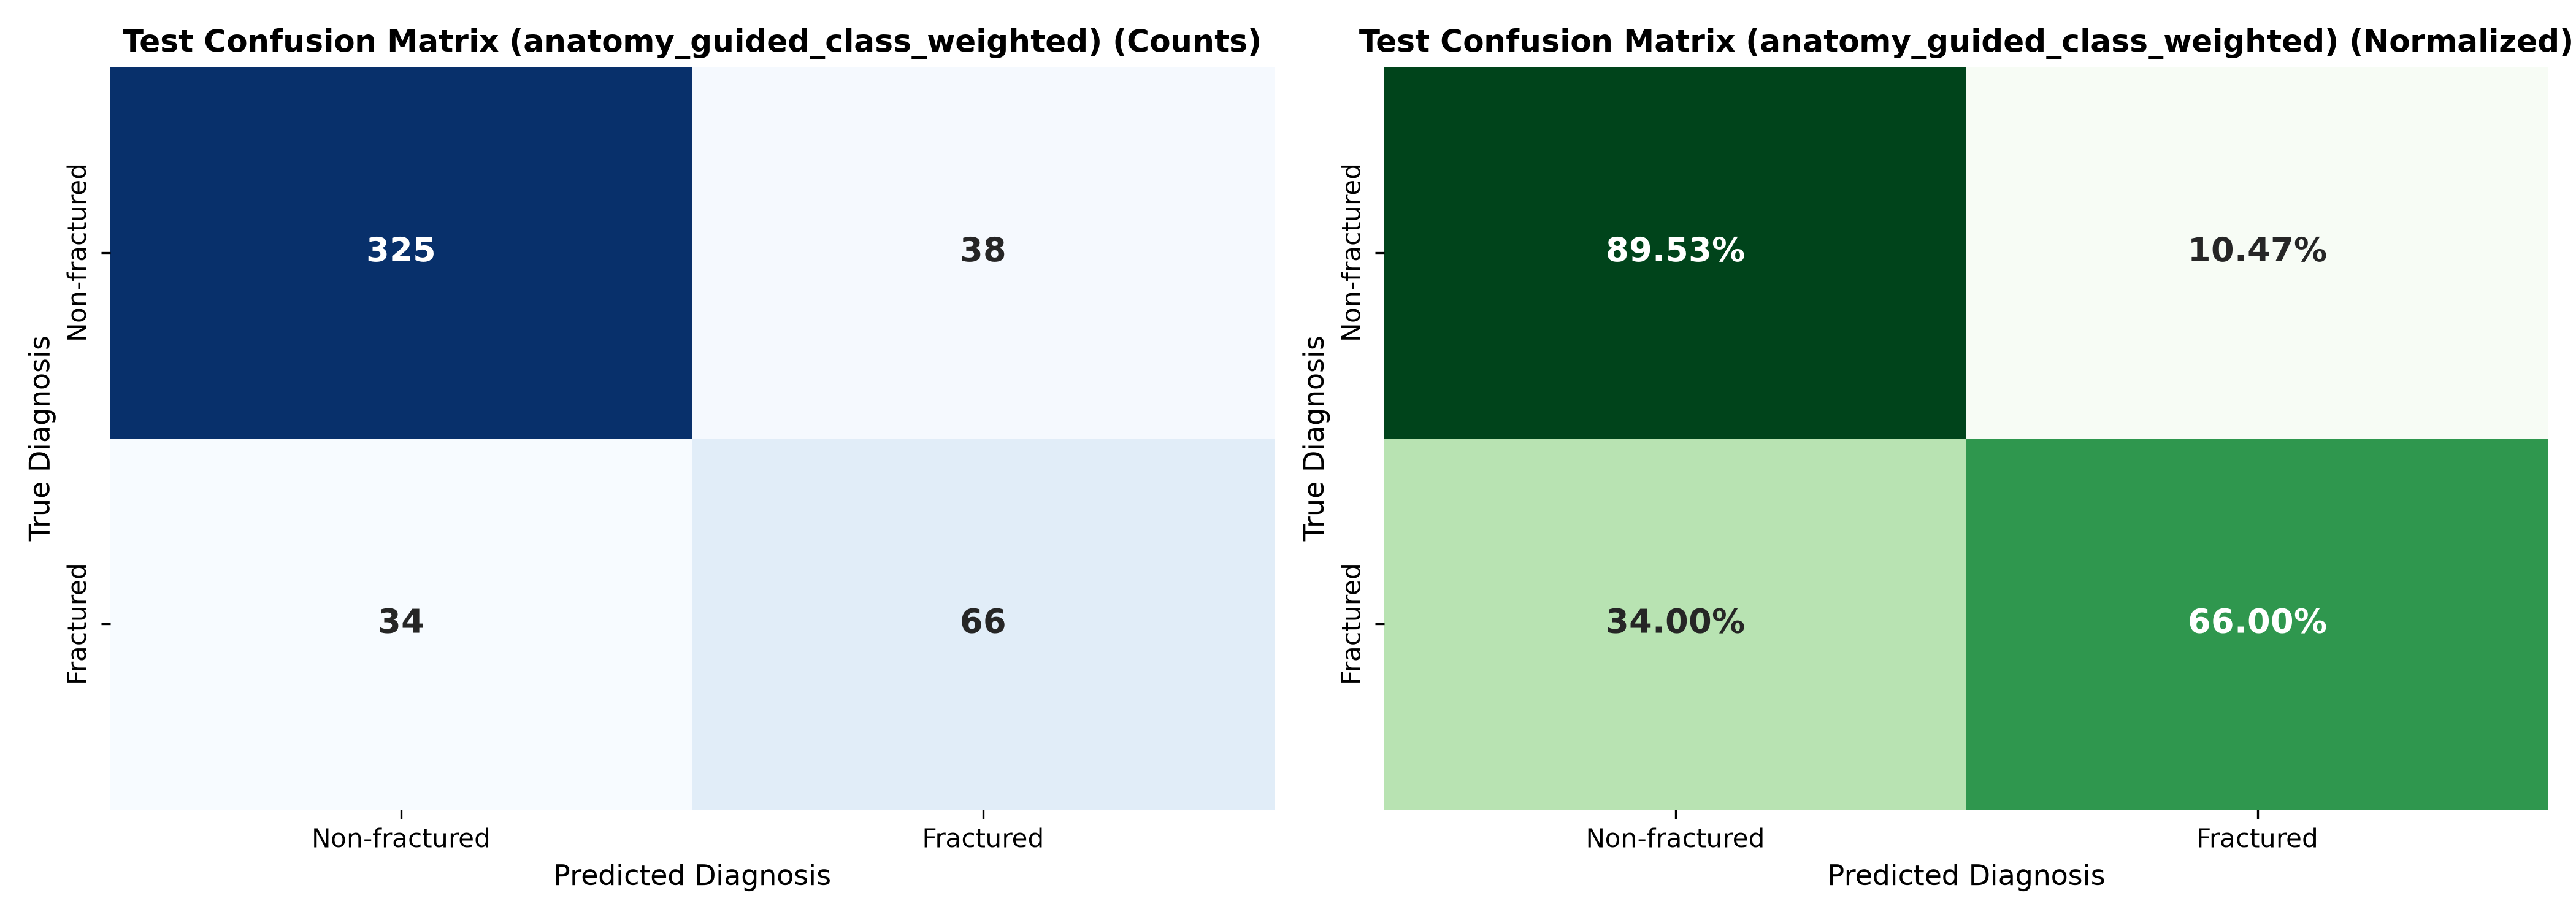 Test Confusion Matrix (anatomy_guided_class_weighted) (Counts)
True Diagnosis
Non-fractured
Fractured
325
38
34
66
Non-fractured
Fractured
Predicted Diagnosis
Test Confusion Matrix (anatomy_guided_class_weighted) (Normalized)
True Diagnosis
Non-fractured
Fractured
89.53%
10.47%
34.00%
66.00%
Non-fractured
Fractured
Predicted Diagnosis